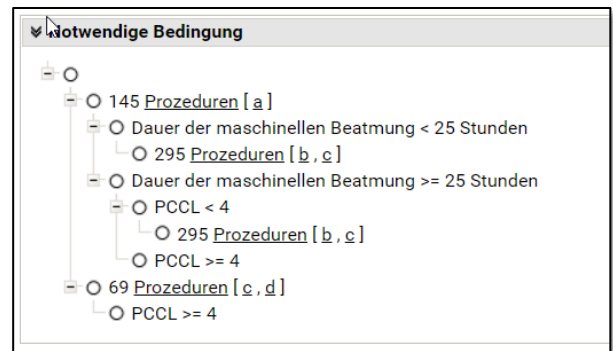 Notwendige Bedingung
145 Prozeduren [ a ]
Dauer der maschinellen Beatmung < 25 Stunden
295 Prozeduren [ b , c ]
Dauer der maschinellen Beatmung >= 25 Stunden
PCCL < 4
295 Prozeduren [ b , c ]
PCCL >= 4
69 Prozeduren [ c , d ]
PCCL >= 4